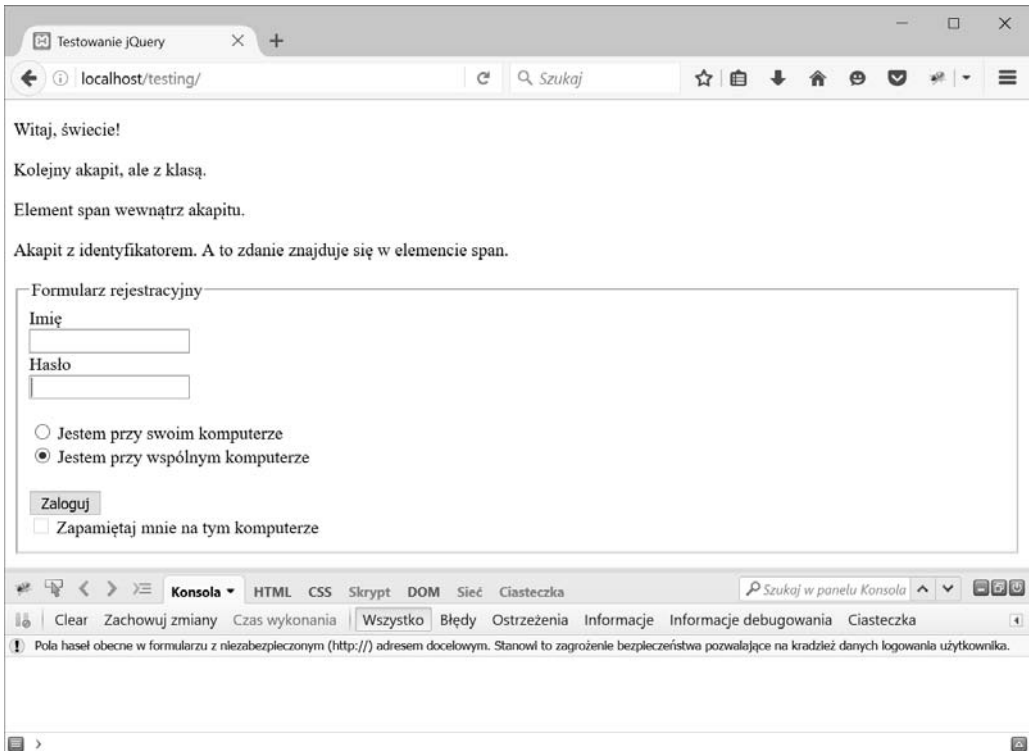 Testowanie jQuery
localhost/testing/
Szukaj
Witaj, świecie!
Kolejny akapit, ale z klasą.
Element span wewnątrz akapitu.
Akapit z identyfikatorem. A to zdanie znajduje się w elemencie span.
Formularz rejestracyjny
Imię
Hasło
Jestem przy swoim komputerze
Jestem przy wspólnym komputerze
Zaloguj
Zapamiętaj mnie na tym komputerze
Konsola HTML CSS Skrypt DOM Sieć Ciasteczka Szukaj w panelu Konsola
Clear Zachowuj zmiany Czas wykonania Wszystko Błędy Ostrzeżenia Informacje Informacje debugowania Ciasteczka
Pola haseł obecne w formularzu z niezabezpieczonym (http://) adresem docelowym. Stanowi to zagrożenie bezpieczeństwa pozwalające na kradzież danych logowania użytkownika.